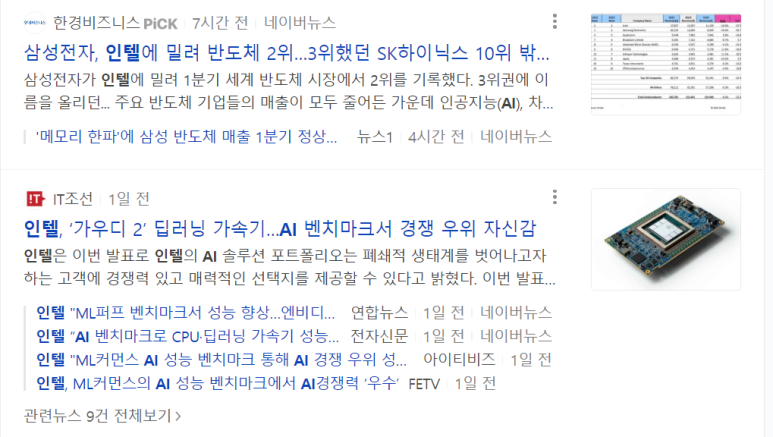 한경비즈니스 PiCK 7시간 전 네이버뉴스
삼성전자, 인텔에 밀려 반도체 2위...3위했던 SK하이닉스 10위 밖...
삼성전자가 인텔에 밀려 1분기 세계 반도체 시장에서 2위를 기록했다. 3위권에 이
름을 올리던... 주요 반도체 기업들의 매출이 모두 줄어든 가운데 인공지능(AI), 차...
'메모리 한파'에 삼성 반도체 매출 1분기 정상... 뉴스1 4시간 전 네이버뉴스
IT조선 1일 전
인텔, ‘가우디 2’ 딥러닝 가속기...AI 벤치마크서 경쟁 우위 자신감
인텔은 이번 발표로 인텔의 AI 솔루션 포트폴리오는 폐쇄적 생태계를 벗어나고자
하는 고객에 경쟁력 있고 매력적인 선택지를 제공할 수 있다고 밝혔다. 이번 발표...
인텔 "ML퍼프 벤치마크서 성능 향상...엔비디... 연합뉴스 1일 전 네이버뉴스
인텔 “AI 벤치마크로 CPU·딥러닝 가속기 성능... 전자신문 1일 전 네이버뉴스
인텔 "ML커먼스 AI 성능 벤치마크 통해 AI 경쟁 우위 성... 아이티비즈 1일 전
인텔, ML커먼스의 AI 성능 벤치마크에서 AI경쟁력 ‘우수’ FETV 1일 전
관련뉴스 9건 전체보기